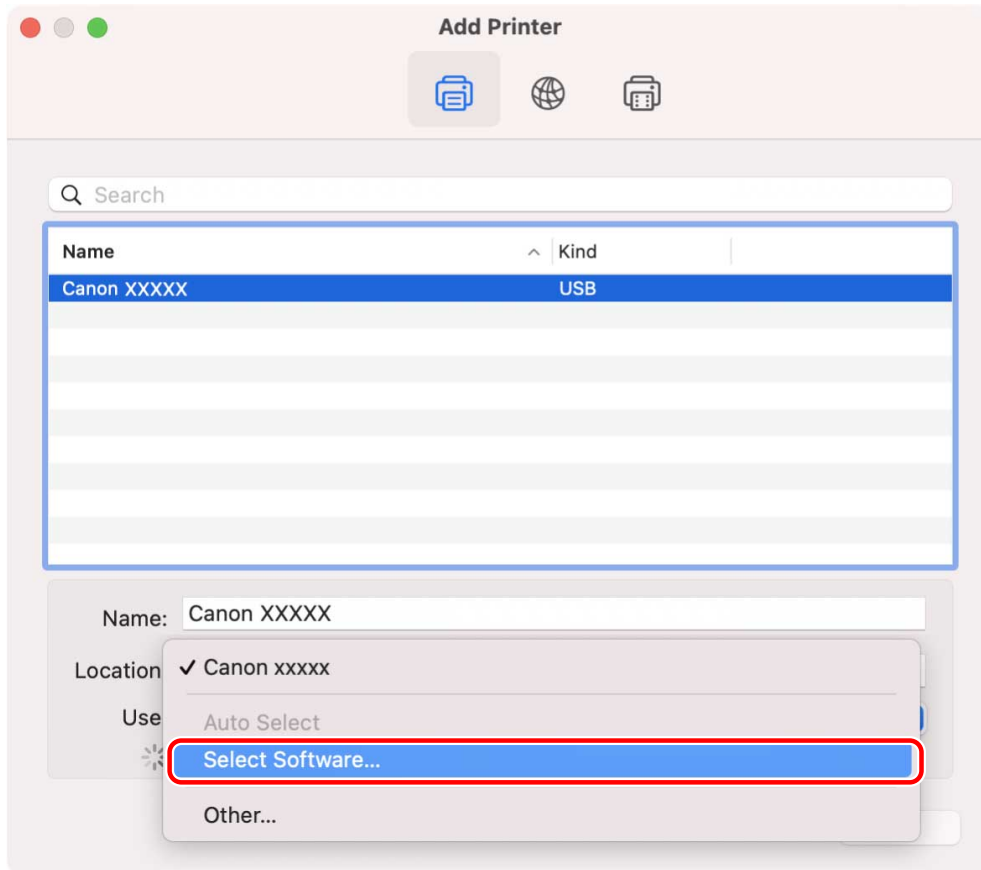 Add Printer
Search
Name Kind
Canon XXXXX USB
Name: Canon XXXXX
Location ✓ Canon xxxxx
Use Auto Select
Select Software...
Other...